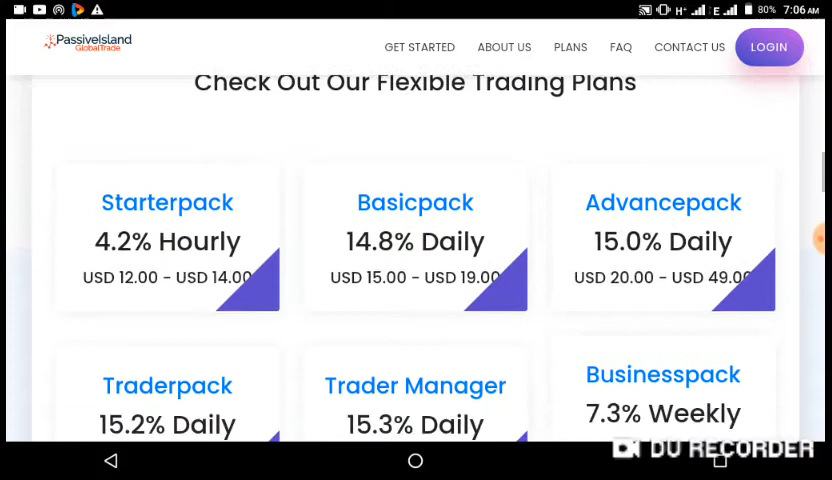 H+ E 80% 7:06 AM
PassiveIsland
GlobalTrade
GET STARTED ABOUT US PLANS FAQ CONTACT US LOGIN
Check Out Our Flexible Trading Plans
Starterpack
4.2% Hourly
USD 12.00 - USD 14.00
Basicpack
14.8% Daily
USD 15.00 - USD 19.00
Advancepack
15.0% Daily
USD 20.00 - USD 49.00
Traderpack
15.2% Daily
Trader Manager
15.3% Daily
Businesspack
7.3% Weekly
DU RECORDER